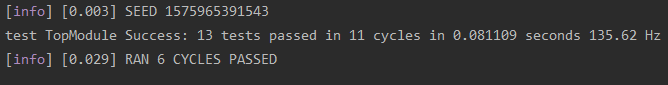 [info] [0.003] SEED 1575965391543
test TopModule Success: 13 tests passed in 11 cycles in 0.081109 seconds 135.62 Hz
[info] [0.029] RAN 6 CYCLES PASSED